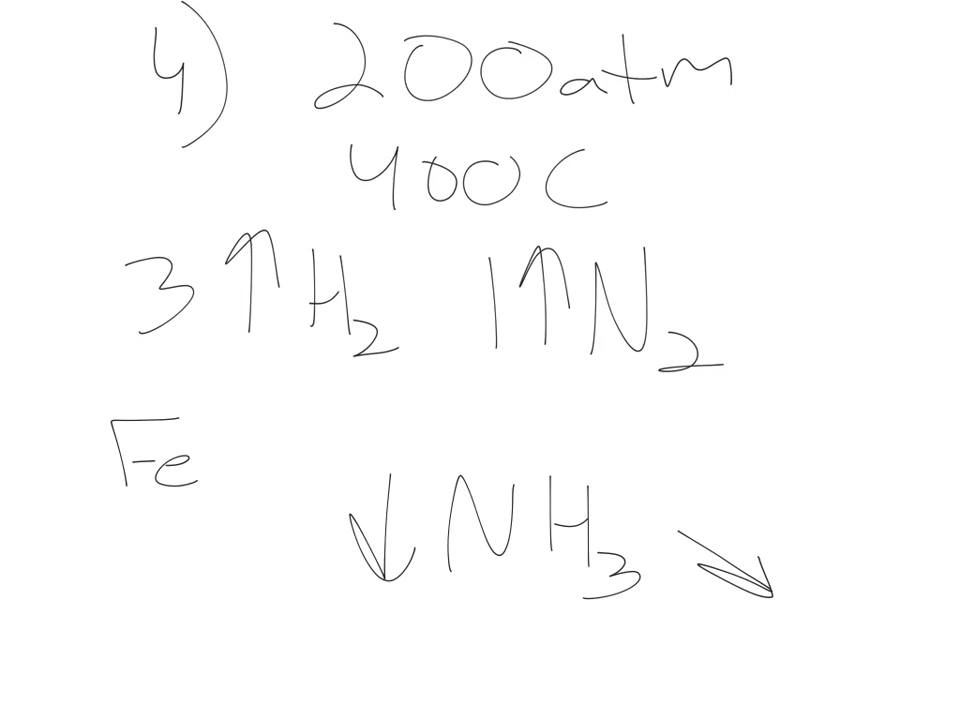 4) 200atm
400C
3↑H₂ 1↑N₂
Fe
↓NH₃↘